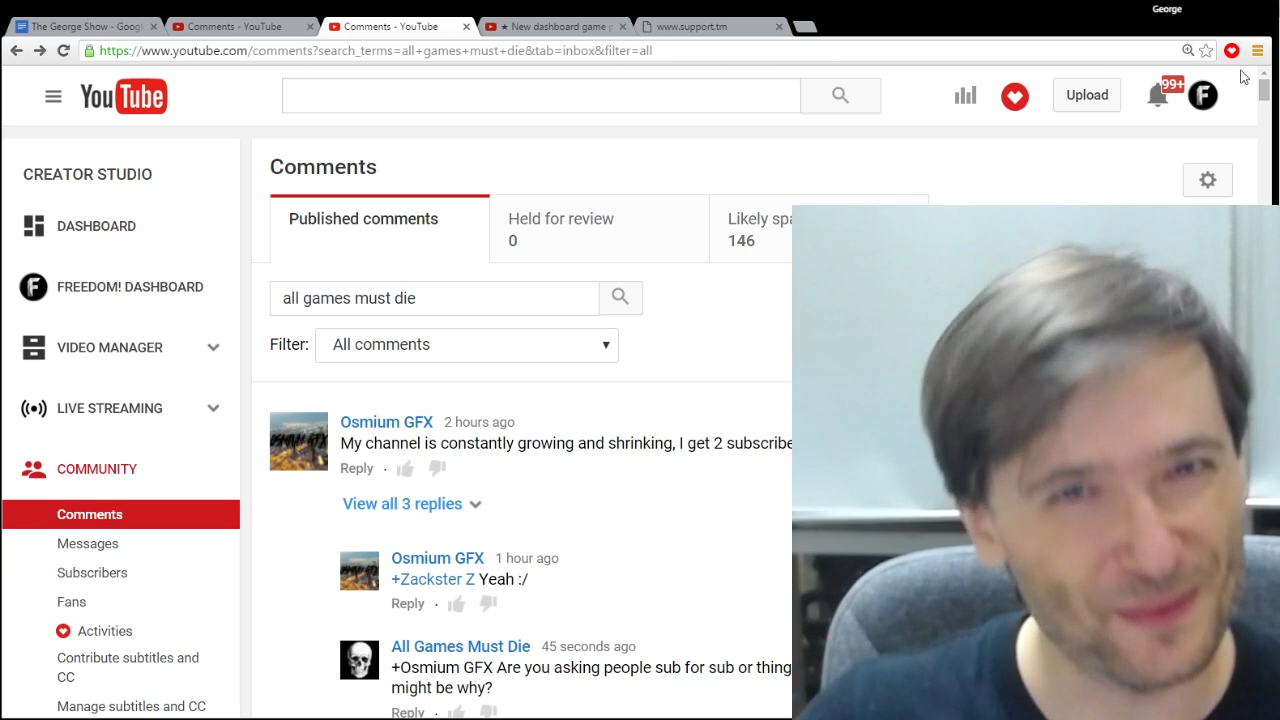 George
The George Show - Goog
Comments - YouTube
Comments - YouTube
★ New dashboard game p
www.support.tm
https://www.youtube.com/comments?search_terms=all+games+must+die&tab=inbox&filter=all
YouTube
Upload
99+
F
CREATOR STUDIO
DASHBOARD
F
FREEDOM! DASHBOARD
VIDEO MANAGER
LIVE STREAMING
COMMUNITY
Comments
Messages
Subscribers
Fans
Activities
Contribute subtitles and
CC
Manage subtitles and CC
Comments
Published comments
Held for review
0
Likely spa
146
all games must die
Filter:
All comments
OSMIUM GFX
Osmium GFX 2 hours ago
My channel is constantly growing and shrinking, I get 2 subscribe
Reply
View all 3 replies
Osmium GFX 1 hour ago
+Zackster Z Yeah :/
Reply
All Games Must Die 45 seconds ago
+Osmium GFX Are you asking people sub for sub or thing
might be why?
Reply